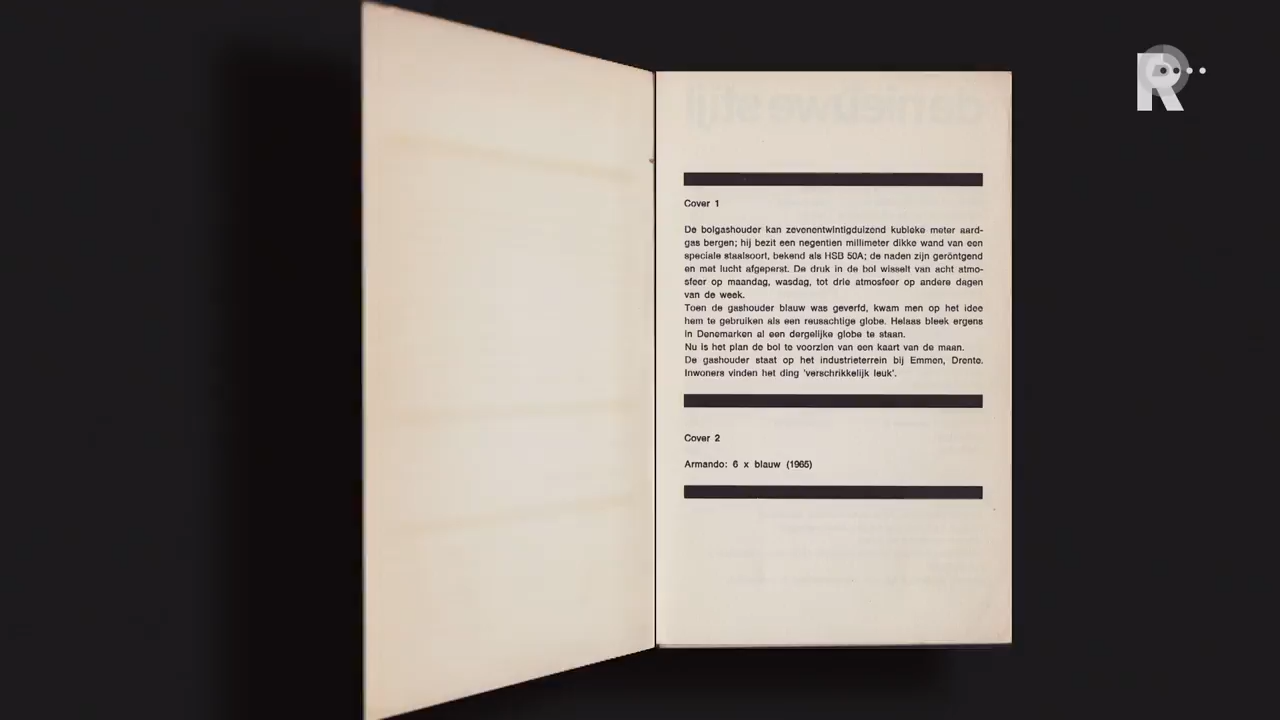 R
de nieuwe stijl
Cover 1
De bolgashouder kan zevenentwintigduizend kubieke meter aard-
gas bergen; hij bezit een negentien millimeter dikke wand van een
speciale staalsoort, bekend als HSB 50A; de naden zijn geröntgend
en met lucht afgeperst. De druk in de bol wisselt van acht atmo-
sfeer op maandag, wasdag, tot drie atmosfeer op andere dagen
van de week.
Toen de gashouder blauw was geverfd, kwam men op het idee
hem te gebruiken als een reusachtige globe. Helaas bleek ergens
in Denemarken al een dergelijke globe te staan.
Nu is het plan de bol te voorzien van een kaart van de maan.
De gashouder staat op het industrieterrein bij Emmen, Drente.
Inwoners vinden het ding 'verschrikkelijk leuk'.
Cover 2
Armando: 6 x blauw (1965)